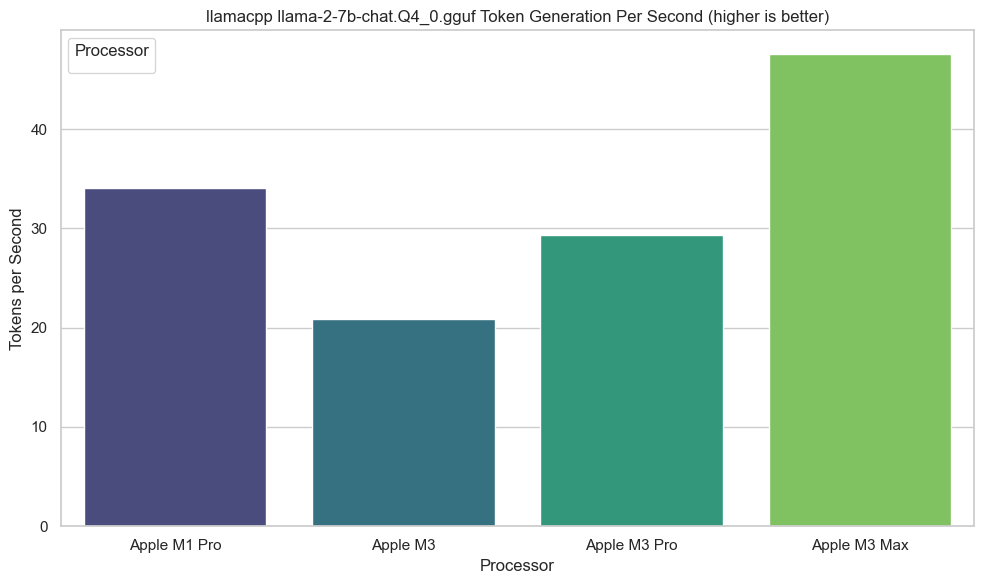 llamacpp llama-2-7b-chat.Q4_0.gguf Token Generation Per Second (higher is better)
Processor
Tokens per Second
40
30
20
10
0
Apple M1 Pro
Apple M3
Apple M3 Pro
Apple M3 Max
Processor